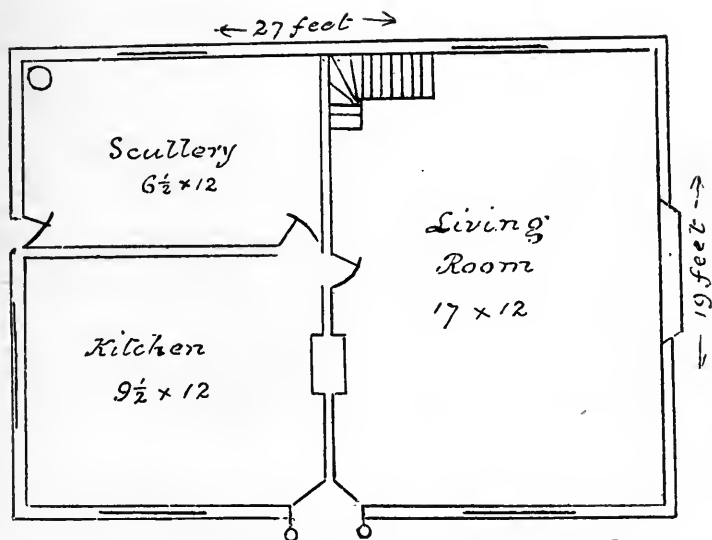 ← 27 feet →
Scullery
6½ × 12
Living
Room
17 × 12
← 19 feet →
Kitchen
9½ × 12